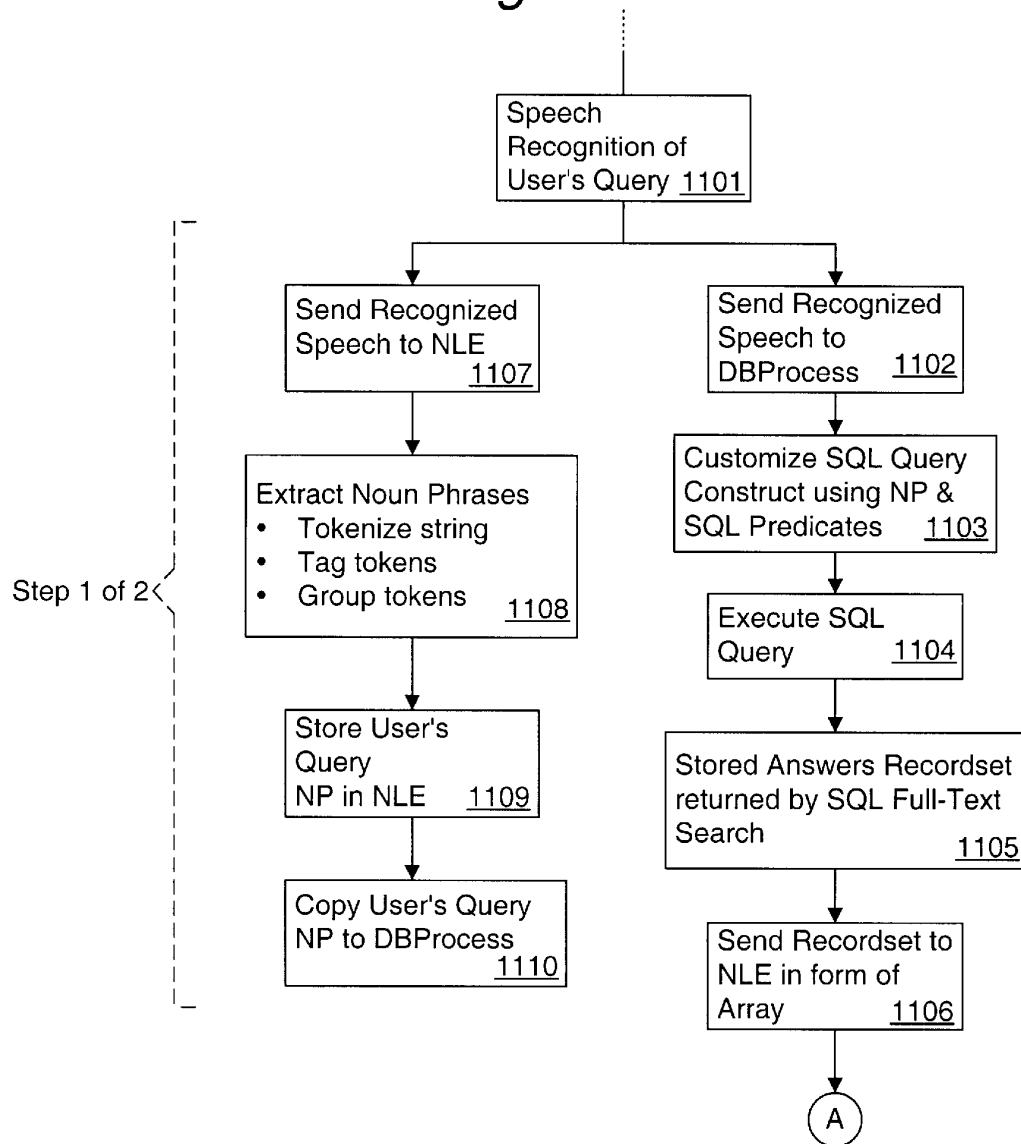 Speech
Recognition of
User's Query 1101
Send Recognized
Speech to NLE
1107
Send Recognized
Speech to
DBProcess 1102
Extract Noun Phrases
• Tokenize string
• Tag tokens
• Group tokens 1108
Customize SQL Query
Construct using NP &
SQL Predicates 1103
Step 1 of 2
Execute SQL
Query 1104
Store User's
Query
NP in NLE 1109
Stored Answers Recordset
returned by SQL Full-Text
Search 1105
Copy User's Query
NP to DBProcess
1110
Send Recordset to
NLE in form of
Array 1106
A